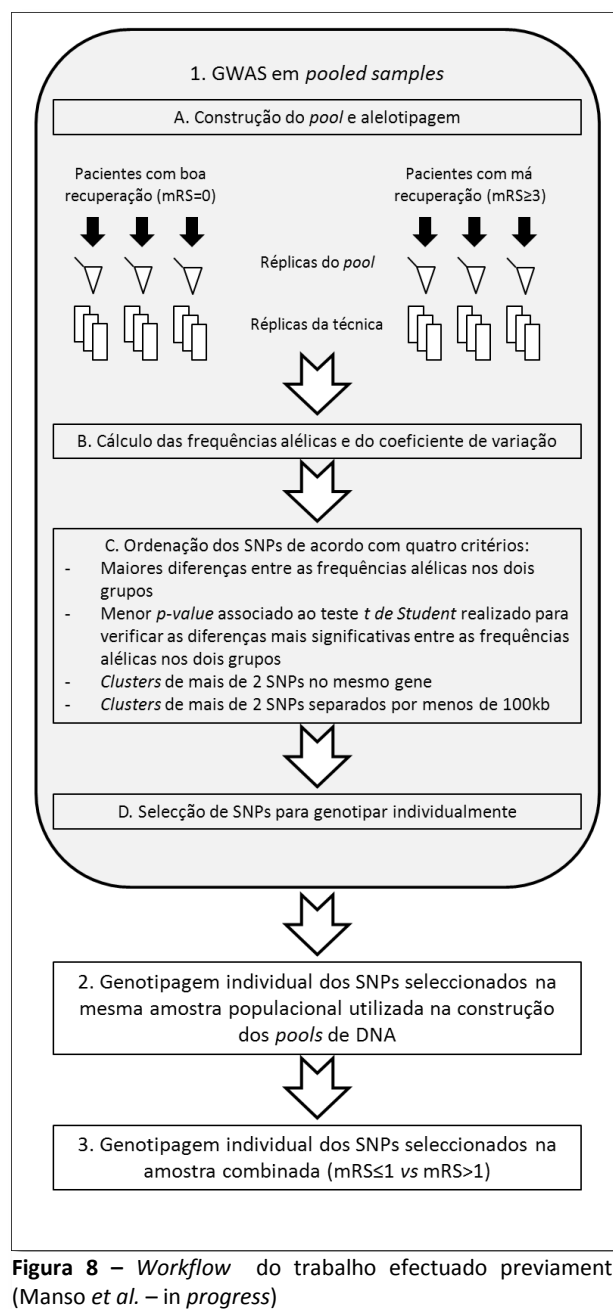 1. GWAS em pooled samples
A. Construção do pool e alelotipagem
Pacientes com boa
recuperação (mRS=0)
Pacientes com má
recuperação (mRS≥3)
Réplicas do pool
Réplicas da técnica
B. Cálculo das frequências alélicas e do coeficiente de variação
C. Ordenação dos SNPs de acordo com quatro critérios:
- Maiores diferenças entre as frequências alélicas nos dois
grupos
- Menor p-value associado ao teste t de Student realizado para
verificar as diferenças mais significativas entre as frequências
alélicas nos dois grupos
- Clusters de mais de 2 SNPs no mesmo gene
- Clusters de mais de 2 SNPs separados por menos de 100kb
D. Selecção de SNPs para genotipar individualmente
2. Genotipagem individual dos SNPs seleccionados na
mesma amostra populacional utilizada na construção
dos pools de DNA
3. Genotipagem individual dos SNPs seleccionados na
amostra combinada (mRS≤1 vs mRS>1)
Figura 8 – Workflow do trabalho efectuado previament
(Manso et al. – in progress)